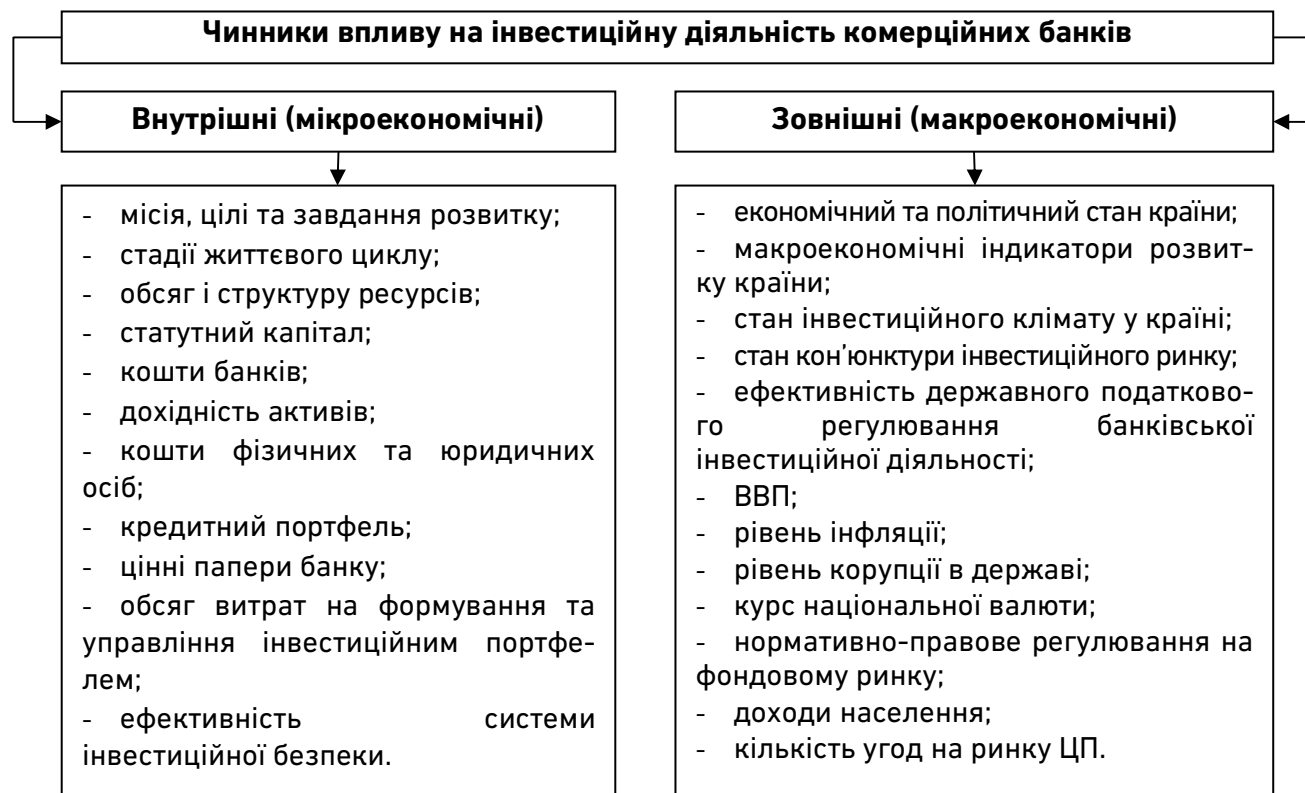 Чинники впливу на інвестиційну діяльність комерційних банків
Внутрішні (мікроекономічні)
- місія, цілі та завдання розвитку;
- стадії життєвого циклу;
- обсяг і структуру ресурсів;
- статутний капітал;
- кошти банків;
- дохідність активів;
- кошти фізичних та юридичних
осіб;
- кредитний портфель;
- цінні папери банку;
- обсяг витрат на формування та
управління інвестиційним портфе-
лем;
- ефективність системи
інвестиційної безпеки.
Зовнішні (макроекономічні)
- економічний та політичний стан країни;
- макроекономічні індикатори розвит-
ку країни;
- стан інвестиційного клімату у країні;
- стан кон’юнктури інвестиційного ринку;
- ефективність державного податково-
го регулювання банківської
інвестиційної діяльності;
- ВВП;
- рівень інфляції;
- рівень корупції в державі;
- курс національної валюти;
- нормативно-правове регулювання на
фондовому ринку;
- доходи населення;
- кількість угод на ринку ЦП.